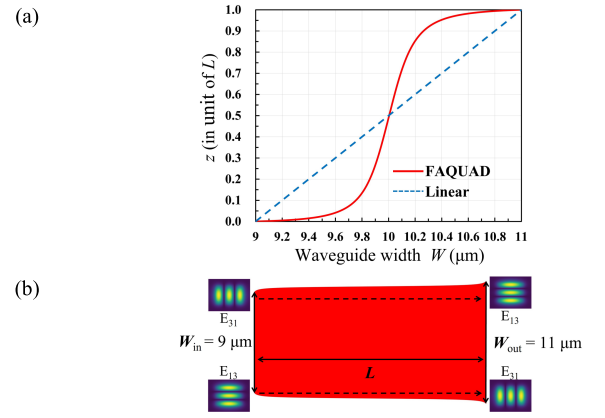 (a)
z (in unit of L)
1.0
0.9
0.8
0.7
0.6
0.5
0.4
0.3
0.2
0.1
0.0
FAQUAD
Linear
9 9.2 9.4 9.6 9.8 10 10.2 10.4 10.6 10.8 11
Waveguide width W (μm)
(b)
E31
E13
Win = 9 μm
Wout = 11 μm
L
E13
E31